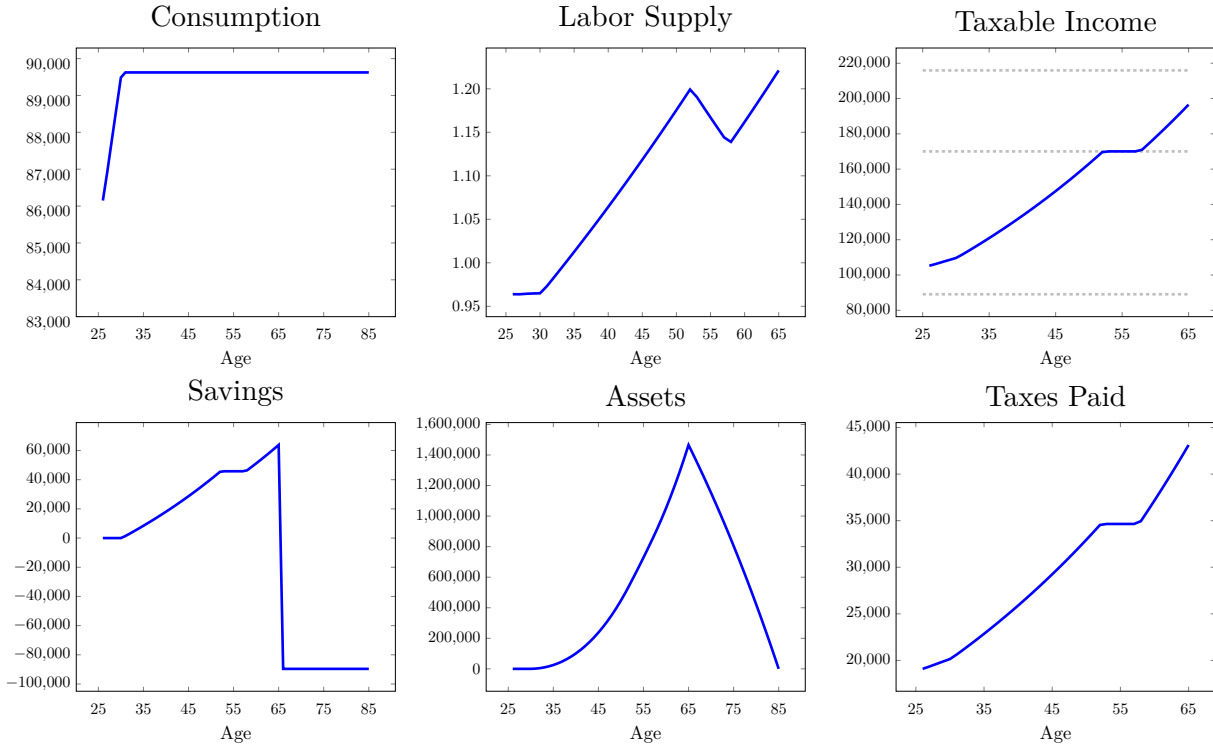 Consumption
90,000
89,000
88,000
87,000
86,000
85,000
84,000
83,000
25 35 45 55 65 75 85
Age
Labor Supply
1.20
1.15
1.10
1.05
1.00
0.95
25 30 35 40 45 50 55 60 65
Age
Taxable Income
220,000
200,000
180,000
160,000
140,000
120,000
100,000
80,000
25 35 45 55 65
Age
Savings
60,000
40,000
20,000
0
−20,000
−40,000
−60,000
−80,000
−100,000
25 35 45 55 65 75 85
Age
Assets
1,600,000
1,400,000
1,200,000
1,000,000
800,000
600,000
400,000
200,000
0
25 35 45 55 65 75 85
Age
Taxes Paid
45,000
40,000
35,000
30,000
25,000
20,000
25 35 45 55 65
Age